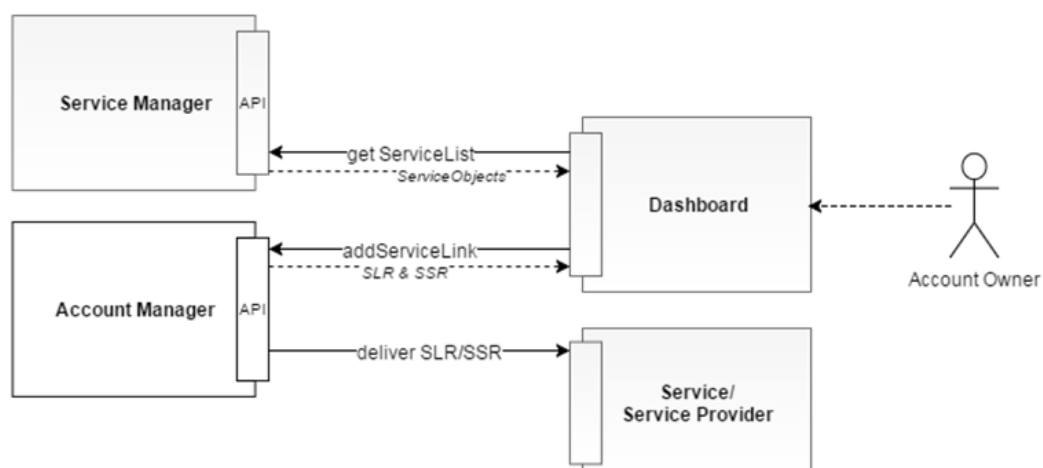 Service Manager
API
get ServiceList
ServiceObjects
Dashboard
Account Owner
addServiceLink
SLR & SSR
Account Manager
API
deliver SLR/SSR
Service/
Service Provider